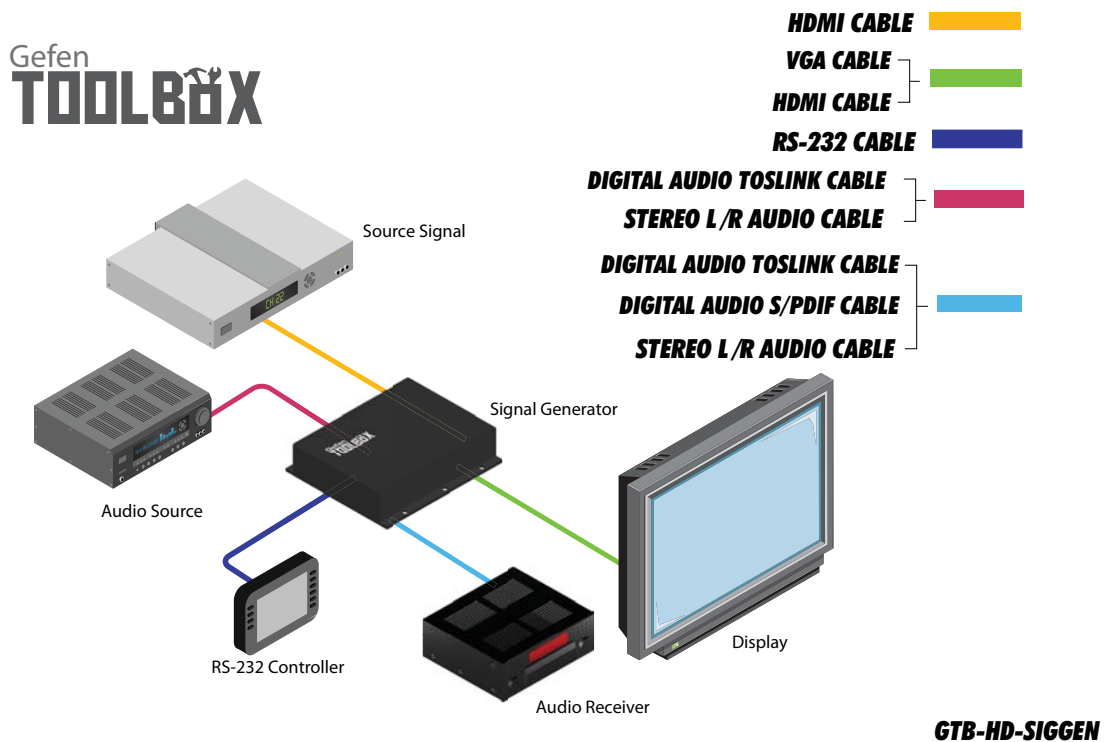 Gefen
TOOLBOX
HDMI CABLE
VGA CABLE
HDMI CABLE
RS-232 CABLE
DIGITAL AUDIO TOSLINK CABLE
STEREO L/R AUDIO CABLE
DIGITAL AUDIO TOSLINK CABLE
DIGITAL AUDIO S/PDIF CABLE
STEREO L/R AUDIO CABLE
Source Signal
CH 22
Signal Generator
Gefen
TOOLBOX
Audio Source
RS-232 Controller
Audio Receiver
Display
GTB-HD-SIGGEN